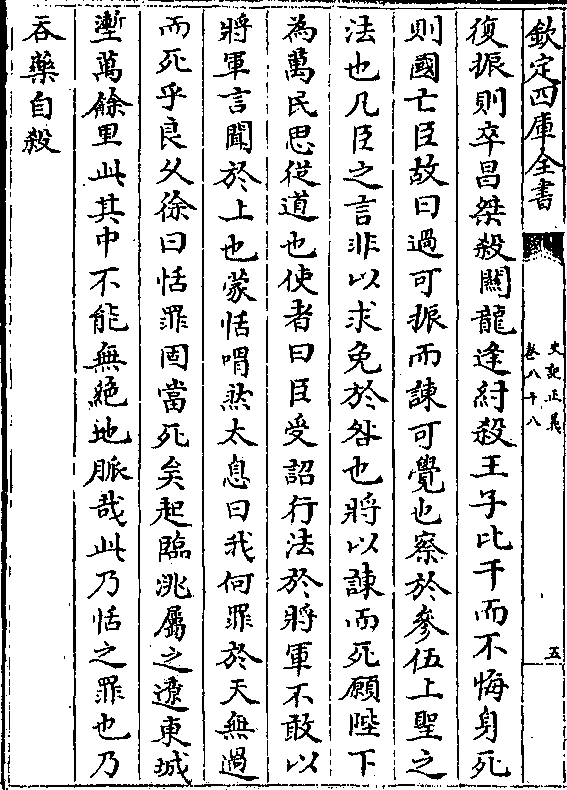 欽定四庫全書
史記正義
卷八十八
五
復振則卒昌桀殺關龍逄紂殺王子比干而不悔身死
則國亡臣故曰過可振而諫可覺也察於參伍上聖之
法也凡臣之言非以求免於咎也將以諫而死願陛下
為萬民思從道也使者曰臣受詔行法於將軍不敢以
將軍言聞於上也蒙恬喟然太息曰我何罪於天無過
而死乎良久徐曰恬罪固當死矣起臨洮屬之遼東城
壍萬餘里此其中不能無絕地脈哉此乃恬之罪也乃
吞藥自殺